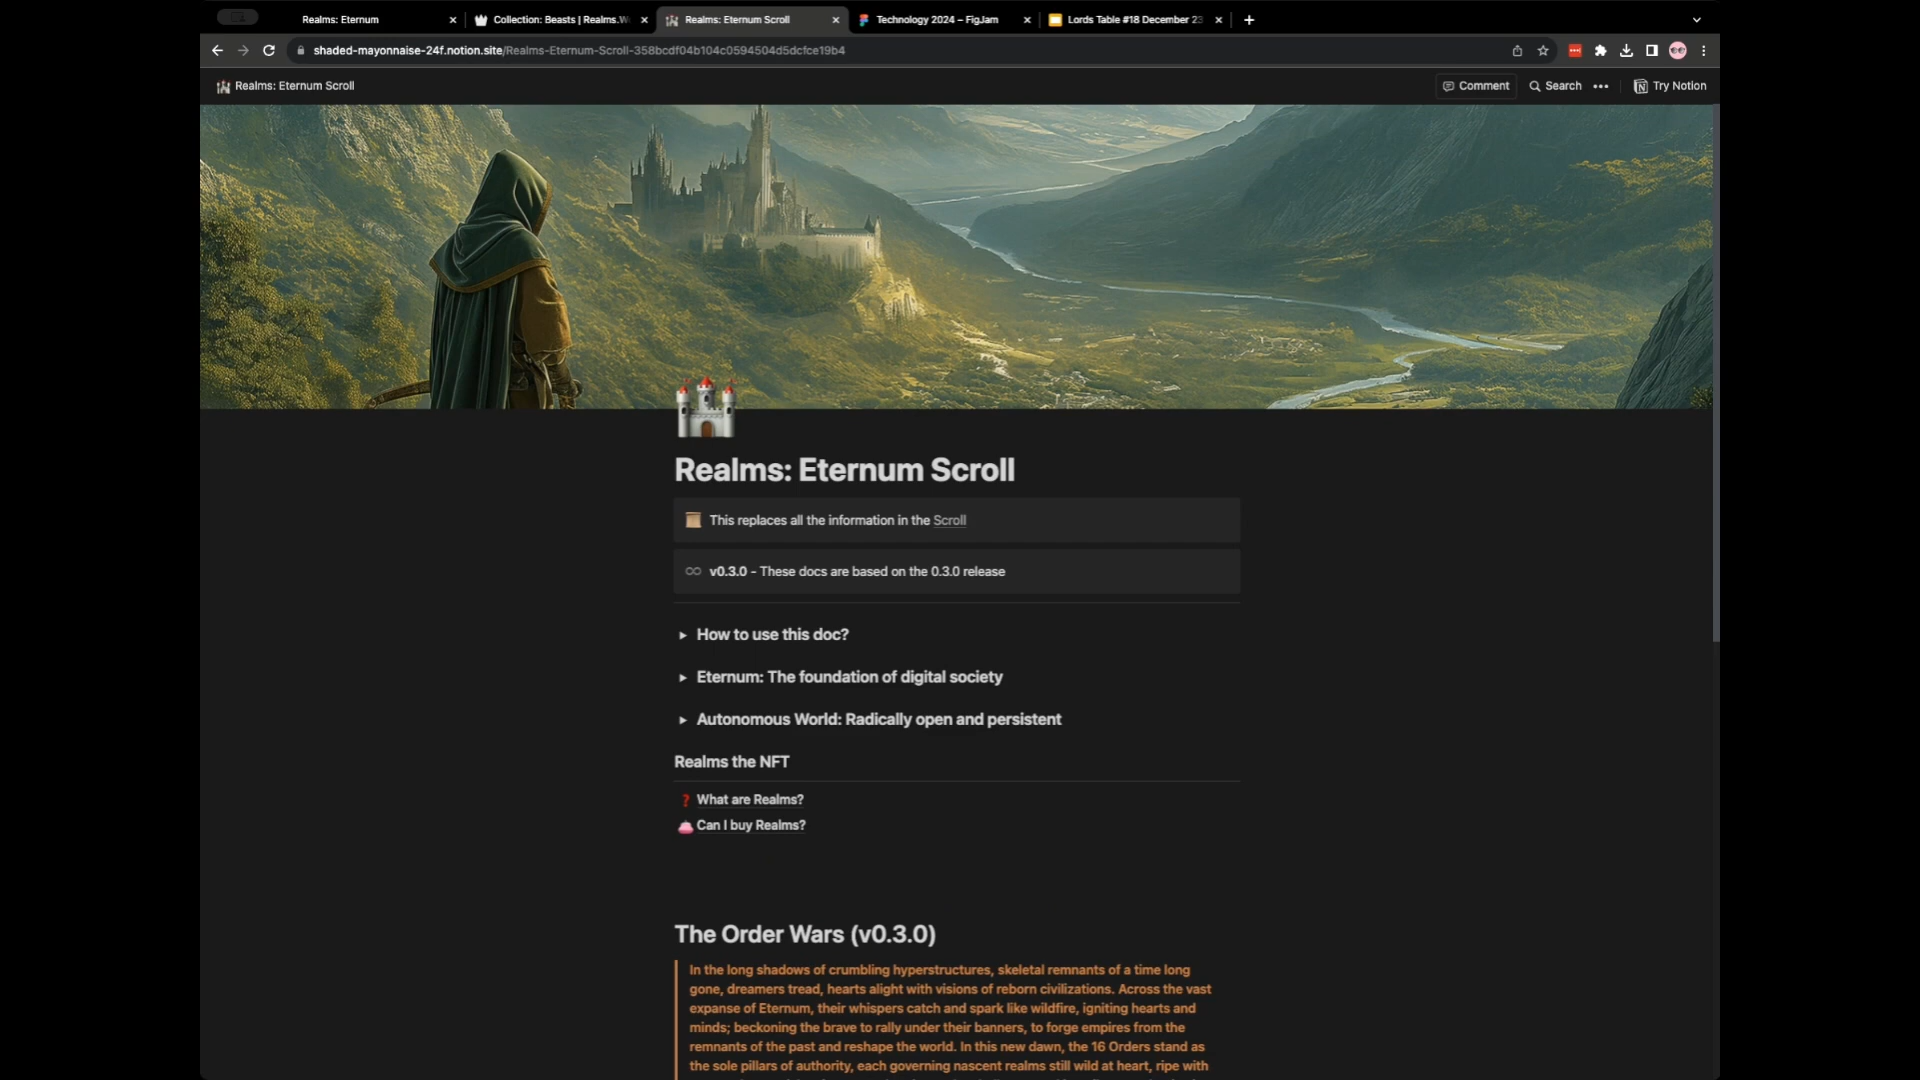 Realms: Eternum
Collection: Beasts | Realms.W
Realms: Eternum Scroll
Technology 2024 – FigJam
Lords Table #18 December 23
shaded-mayonnaise-24f.notion.site/Realms-Eternum-Scroll-358bcdf04b104c0594504d5dcfce19b4
Realms: Eternum Scroll
Comment
Search
Try Notion
Realms: Eternum Scroll
This replaces all the information in the Scroll
v0.3.0 - These docs are based on the 0.3.0 release
How to use this doc?
Eternum: The foundation of digital society
Autonomous World: Radically open and persistent
Realms the NFT
What are Realms?
Can I buy Realms?
The Order Wars (v0.3.0)
In the long shadows of crumbling hyperstructures, skeletal remnants of a time long
gone, dreamers tread, hearts alight with visions of reborn civilizations. Across the vast
expanse of Eternum, their whispers catch and spark like wildfire, igniting hearts and
minds; beckoning the brave to rally under their banners, to forge empires from the
remnants of the past and reshape the world. In this new dawn, the 16 Orders stand as
the sole pillars of authority, each governing nascent realms still wild at heart, ripe with